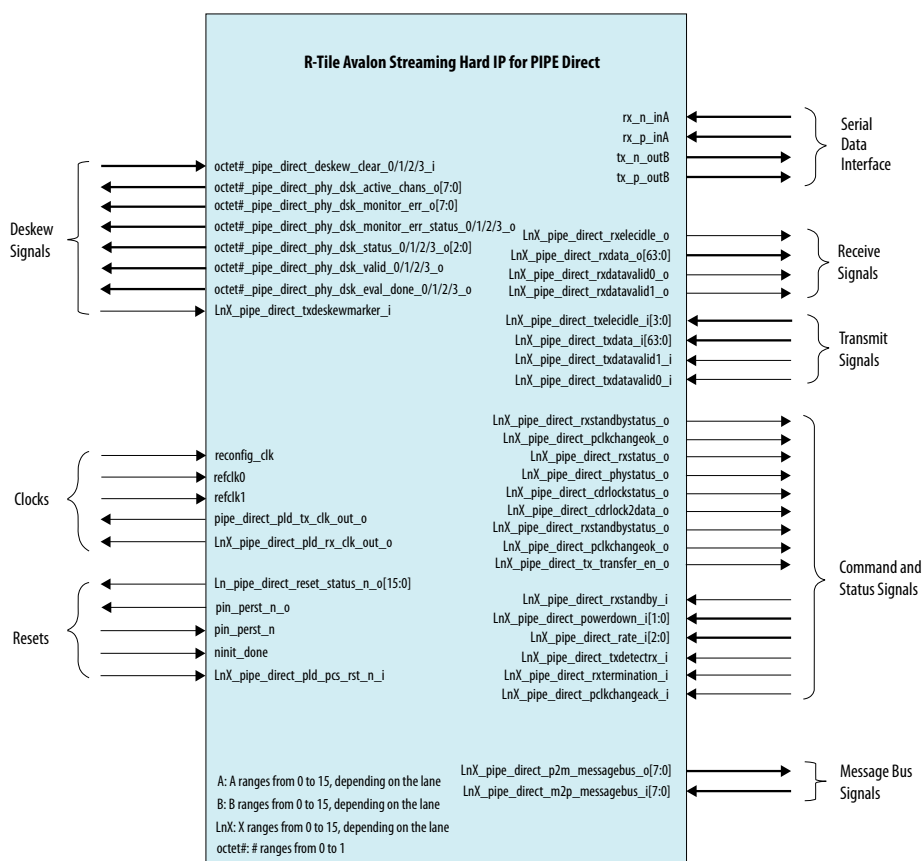 R-Tile Avalon Streaming Hard IP for PIPE Direct
Deskew
Signals
octet#_pipe_direct_deskew_clear_0/1/2/3_i
octet#_pipe_direct_phy_dsk_active_chans_o[7:0]
octet#_pipe_direct_phy_dsk_monitor_err_o[7:0]
octet#_pipe_direct_phy_dsk_monitor_err_status_0/1/2/3_o
octet#_pipe_direct_phy_dsk_status_0/1/2/3_o[2:0]
octet#_pipe_direct_phy_dsk_valid_0/1/2/3_o
octet#_pipe_direct_phy_dsk_eval_done_0/1/2/3_o
LnX_pipe_direct_txdeskewmarker_i
Clocks
reconfig_clk
refclk0
refclk1
pipe_direct_pld_tx_clk_out_o
LnX_pipe_direct_pld_rx_clk_out_o
Resets
Ln_pipe_direct_reset_status_n_o[15:0]
pin_perst_n_o
pin_perst_n
ninit_done
LnX_pipe_direct_pld_pcs_rst_n_i
rx_n_inA
rx_p_inA
tx_n_outB
tx_p_outB
Serial
Data
Interface
LnX_pipe_direct_rxelecidle_o
LnX_pipe_direct_rxdata_o[63:0]
LnX_pipe_direct_rxdatavalid0_o
LnX_pipe_direct_rxdatavalid1_o
Receive
Signals
LnX_pipe_direct_txelecidle_i[3:0]
LnX_pipe_direct_txdata_i[63:0]
LnX_pipe_direct_txdatavalid1_i
LnX_pipe_direct_txdatavalid0_i
Transmit
Signals
LnX_pipe_direct_rxstandbystatus_o
LnX_pipe_direct_pclkchangeok_o
LnX_pipe_direct_rxstatus_o
LnX_pipe_direct_phystatus_o
LnX_pipe_direct_cdrlockstatus_o
LnX_pipe_direct_cdrlock2data_o
LnX_pipe_direct_rxstandbystatus_o
LnX_pipe_direct_pclkchangeok_o
LnX_pipe_direct_tx_transfer_en_o
LnX_pipe_direct_rxstandby_i
LnX_pipe_direct_powerdown_i[1:0]
LnX_pipe_direct_rate_i[2:0]
LnX_pipe_direct_txdetectrx_i
LnX_pipe_direct_rxtermination_i
LnX_pipe_direct_pclkchangeack_i
Command and
Status Signals
LnX_pipe_direct_p2m_messagebus_o[7:0]
LnX_pipe_direct_m2p_messagebus_i[7:0]
Message Bus
Signals
A: A ranges from 0 to 15, depending on the lane
B: B ranges from 0 to 15, depending on the lane
LnX: X ranges from 0 to 15, depending on the lane
octet#: # ranges from 0 to 1